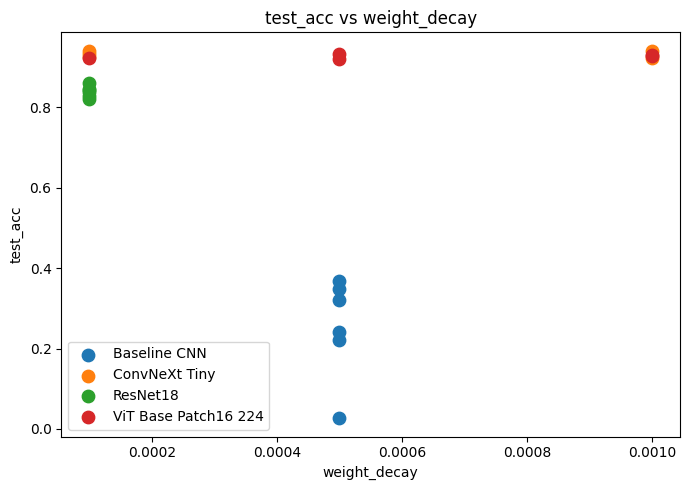 test_acc vs weight_decay
test_acc
0.8
0.6
0.4
0.2
0.0
Baseline CNN
ConvNeXt Tiny
ResNet18
ViT Base Patch16 224
0.0002 0.0004 0.0006 0.0008 0.0010
weight_decay